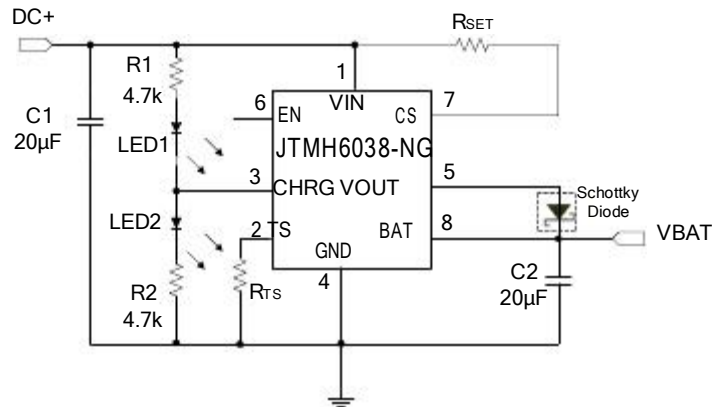 DC+
RSET
R1
4.7k
1
VIN
6
EN
CS
7
C1
20µF
LED1
JTMH6038-NG
3
CHRG VOUT
5
Schottky
Diode
LED2
2
TS
BAT
8
VBAT
GND
4
RTS
R2
4.7k
C2
20µF